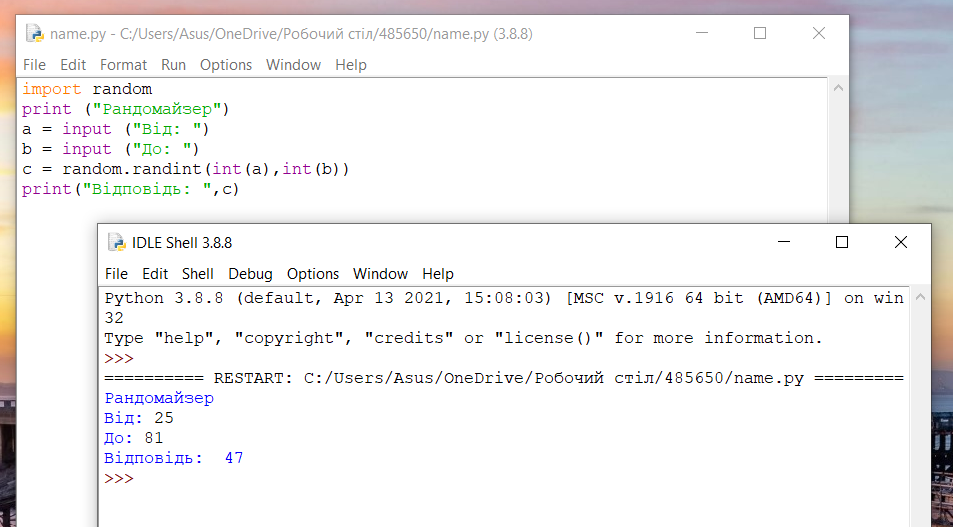 name.py - C:/Users/Asus/OneDrive/Робочий стіл/485650/name.py (3.8.8)
File Edit Format Run Options Window Help
import random
print ("Рандомайзер")
a = input ("Від: ")
b = input ("До: ")
c = random.randint(int(a),int(b))
print("Відповідь: ",c)
IDLE Shell 3.8.8
File Edit Shell Debug Options Window Help
Python 3.8.8 (default, Apr 13 2021, 15:08:03) [MSC v.1916 64 bit (AMD64)] on win
32
Type "help", "copyright", "credits" or "license()" for more information.
>>>
========== RESTART: C:/Users/Asus/OneDrive/Робочий стіл/485650/name.py =========
Рандомайзер
Від: 25
До: 81
Відповідь:  47
>>>